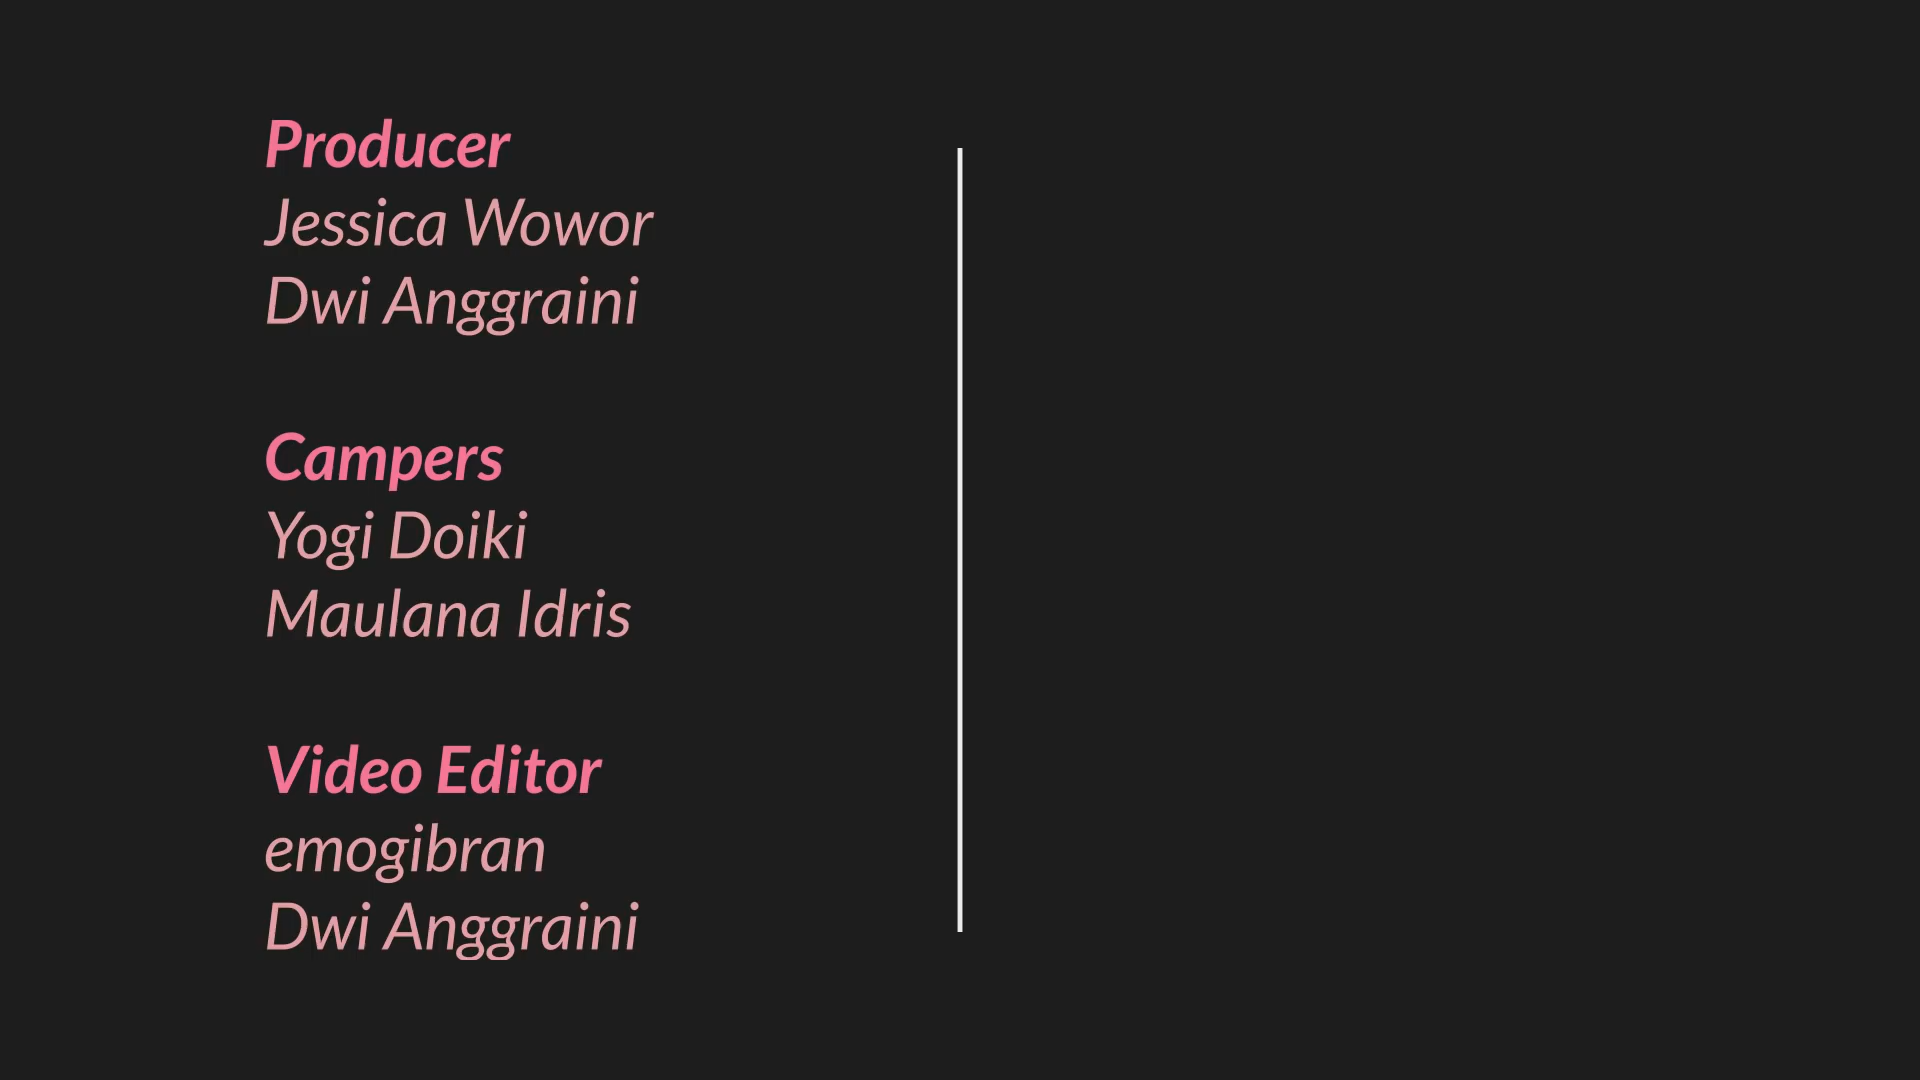 Producer
Jessica Wowor
Dwi Anggraini
Campers
Yogi Doiki
Maulana Idris
Video Editor
emogibran
Dwi Anggraini